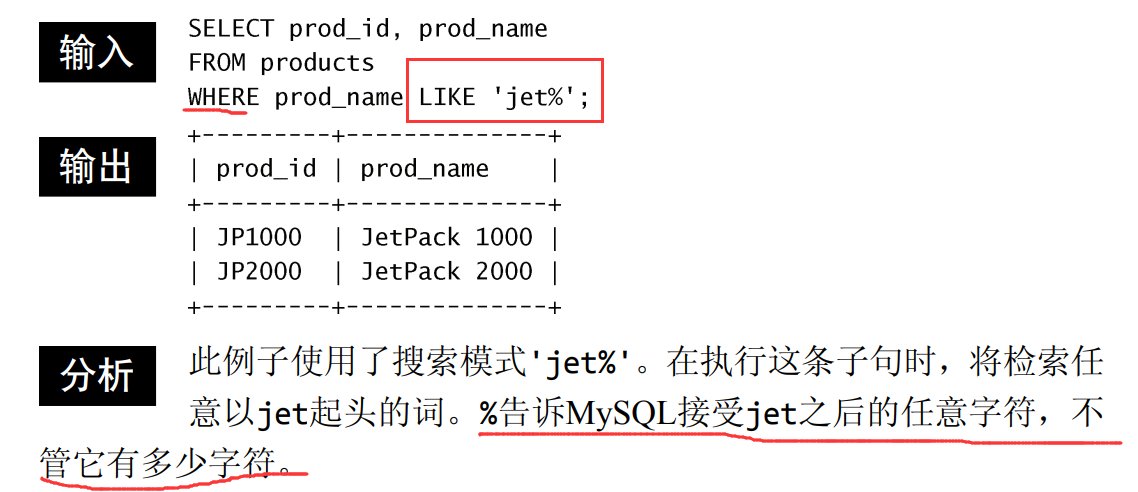 输入
SELECT prod_id, prod_name
FROM products
WHERE prod_name LIKE 'jet%';
输出
+---------+--------------+
| prod_id | prod_name    |
+---------+--------------+
| JP1000  | JetPack 1000 |
| JP2000  | JetPack 2000 |
+---------+--------------+
分析
此例子使用了搜索模式'jet%'。在执行这条子句时，将检索任
意以jet起头的词。%告诉MySQL接受jet之后的任意字符，不
管它有多少字符。